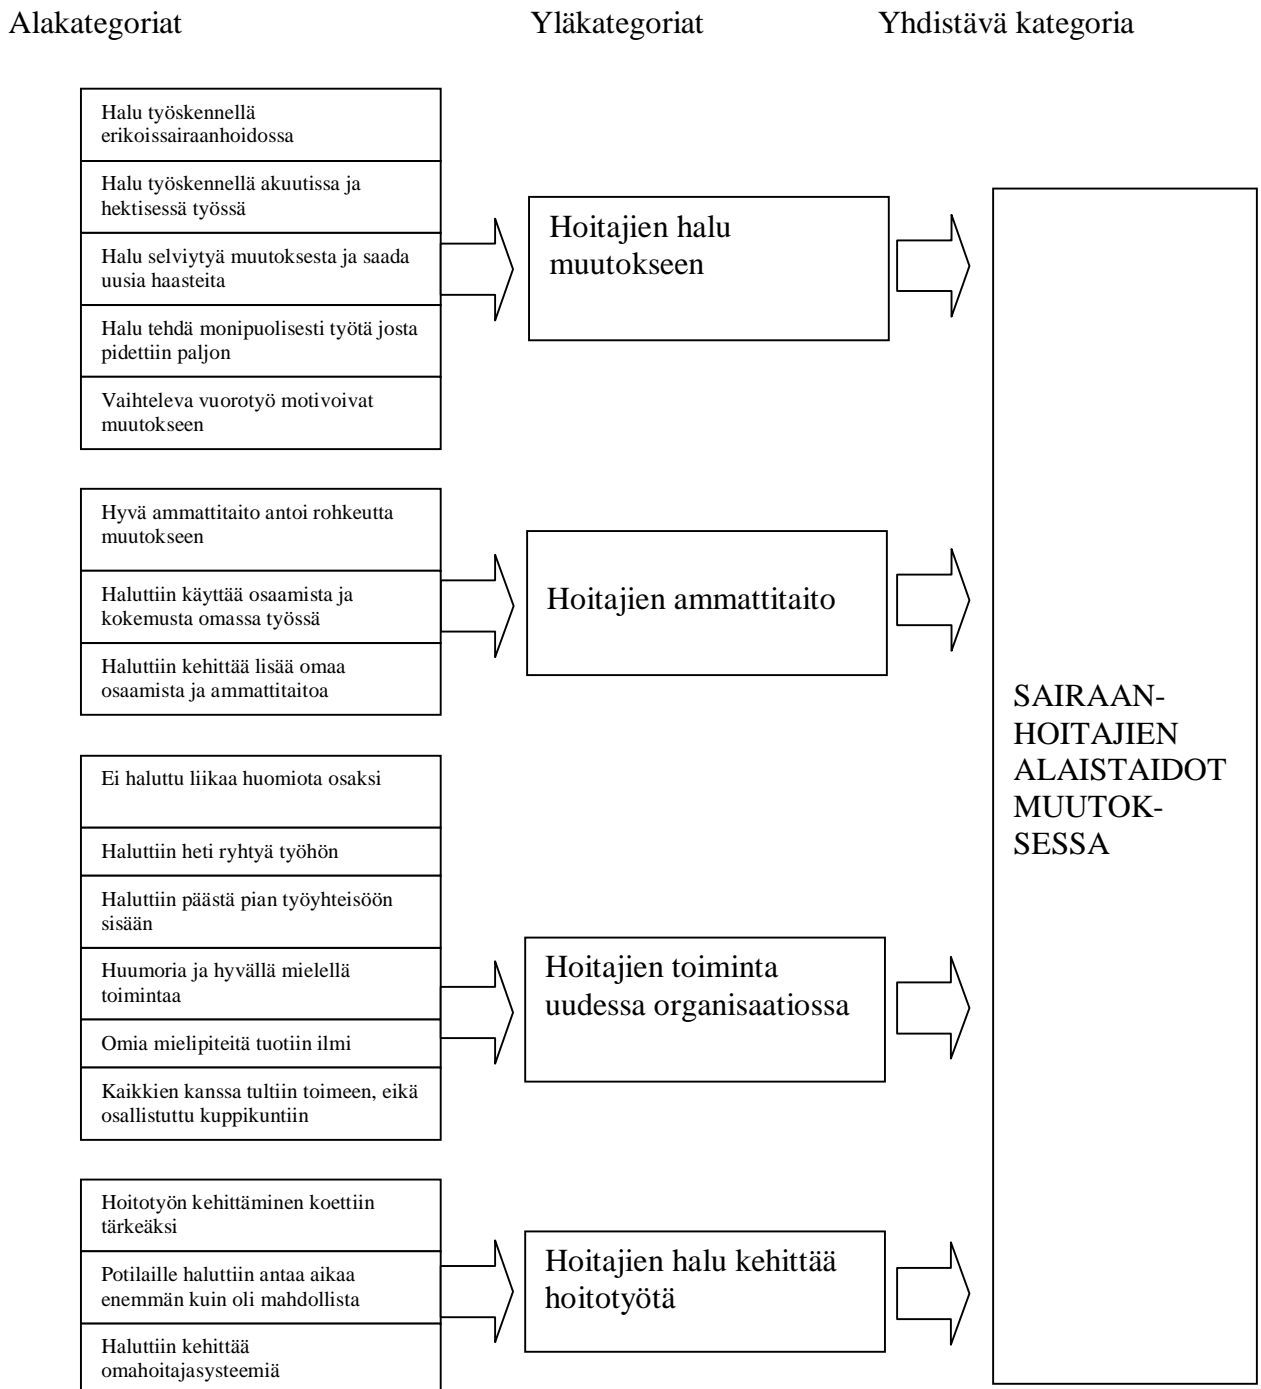 Alakategoriat Yläkategoriat Yhdistävä kategoria
Halu työskennellä
erikoissairaanhoidossa
Halu työskennellä akuutissa ja
hektisessä työssä
Halu selviytyä muutoksesta ja saada
uusia haasteita
Halu tehdä monipuolisesti työtä josta
pidettiin paljon
Vaihteleva vuorotyö motivoivat
muutokseen
Hoitajien halu
muutokseen
Hyvä ammattitaito antoi rohkeutta
muutokseen
Haluttiin käyttää osaamista ja
kokemusta omassa työssä
Haluttiin kehittää lisää omaa
osaamista ja ammattitaitoa
Hoitajien ammattitaito
Ei haluttu liikaa huomiota osaksi
Haluttiin heti ryhtyä työhön
Haluttiin päästä pian työyhteisöön
sisään
Huumoria ja hyvällä mielellä
toimintaa
Omia mielipiteitä tuotiin ilmi
Kaikkien kanssa tultiin toimeen, eikä
osallistuttu kuppikuntiin
Hoitajien toiminta
uudessa organisaatiossa
Hoitotyön kehittäminen koettiin
tärkeäksi
Potilaille haluttiin antaa aikaa
enemmän kuin oli mahdollista
Haluttiin kehittää
omahoitajasysteemiä
Hoitajien halu kehittää
hoitotyötä
SAIRAAN-
HOITAJIEN
ALAISTAIDOT
MUUTOK-
SESSA